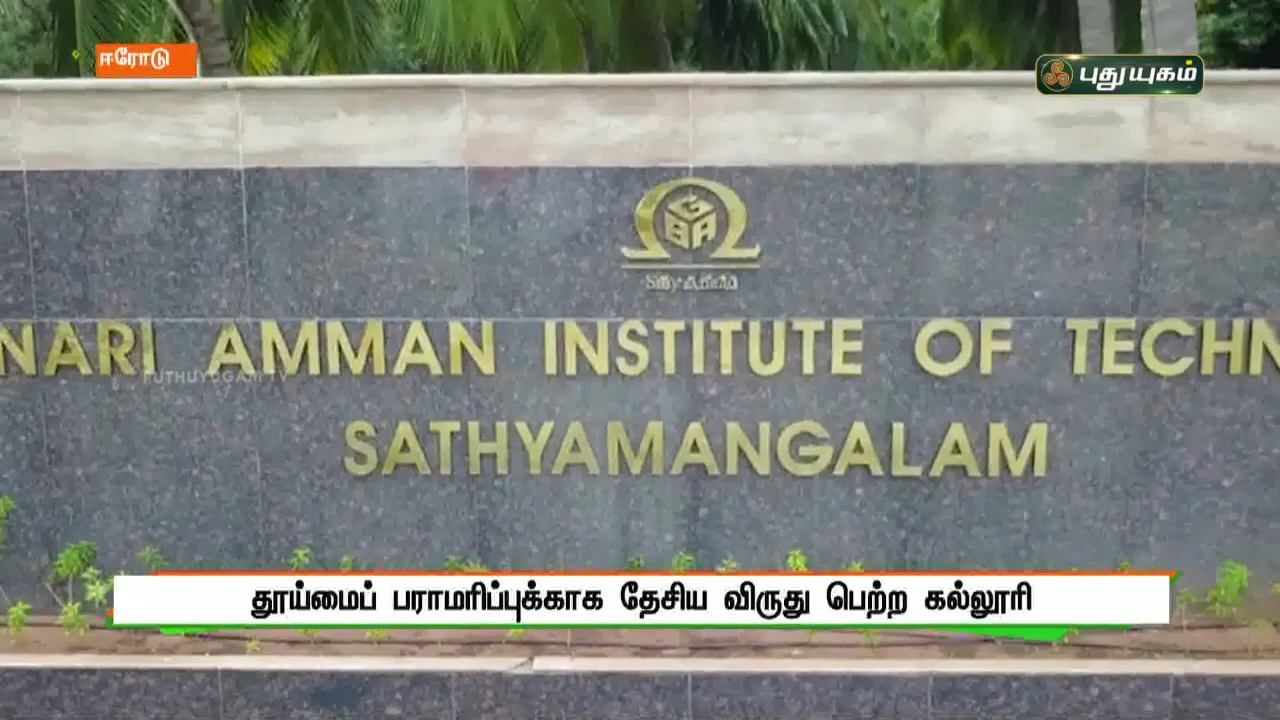 ஈரோடு
புதுயுகம்
G
B A
NARI AMMAN INSTITUTE OF TECHN
PUTHUYUGAM TV
SATHYAMANGALAM
தூய்மைப் பராமரிப்புக்காக தேசிய விருது பெற்ற கல்லூரி